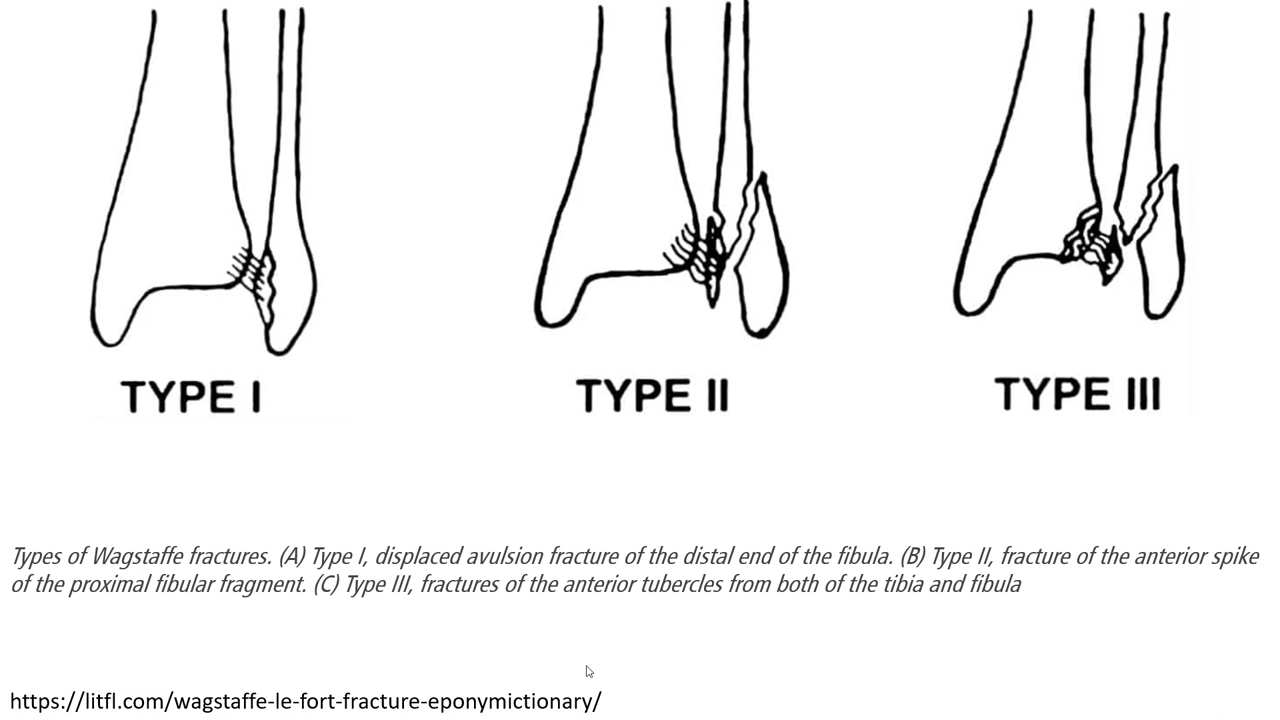 TYPE I
TYPE II
TYPE III
Types of Wagstaffe fractures. (A) Type I, displaced avulsion fracture of the distal end of the fibula. (B) Type II, fracture of the anterior spike
of the proximal fibular fragment. (C) Type III, fractures of the anterior tubercles from both of the tibia and fibula
https://litfl.com/wagstaffe-le-fort-fracture-eponymictionary/